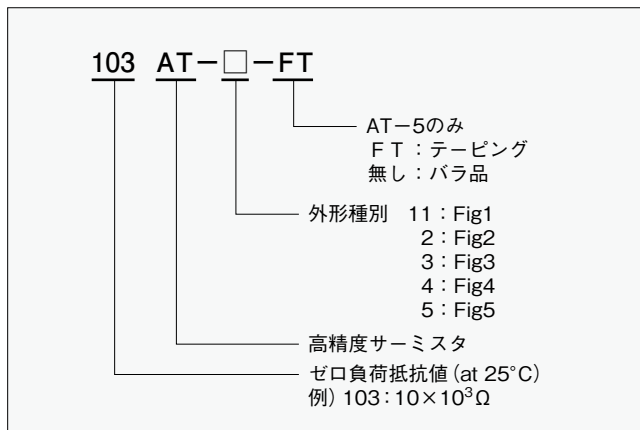 103 AT－□－FT
AT－5のみ
ＦＴ：テーピング
無し：バラ品
外形種別 11：Fig1
2：Fig2
3：Fig3
4：Fig4
5：Fig5
高精度サーミスタ
ゼロ負荷抵抗値（at 25°C）
例）103：10×10³Ω